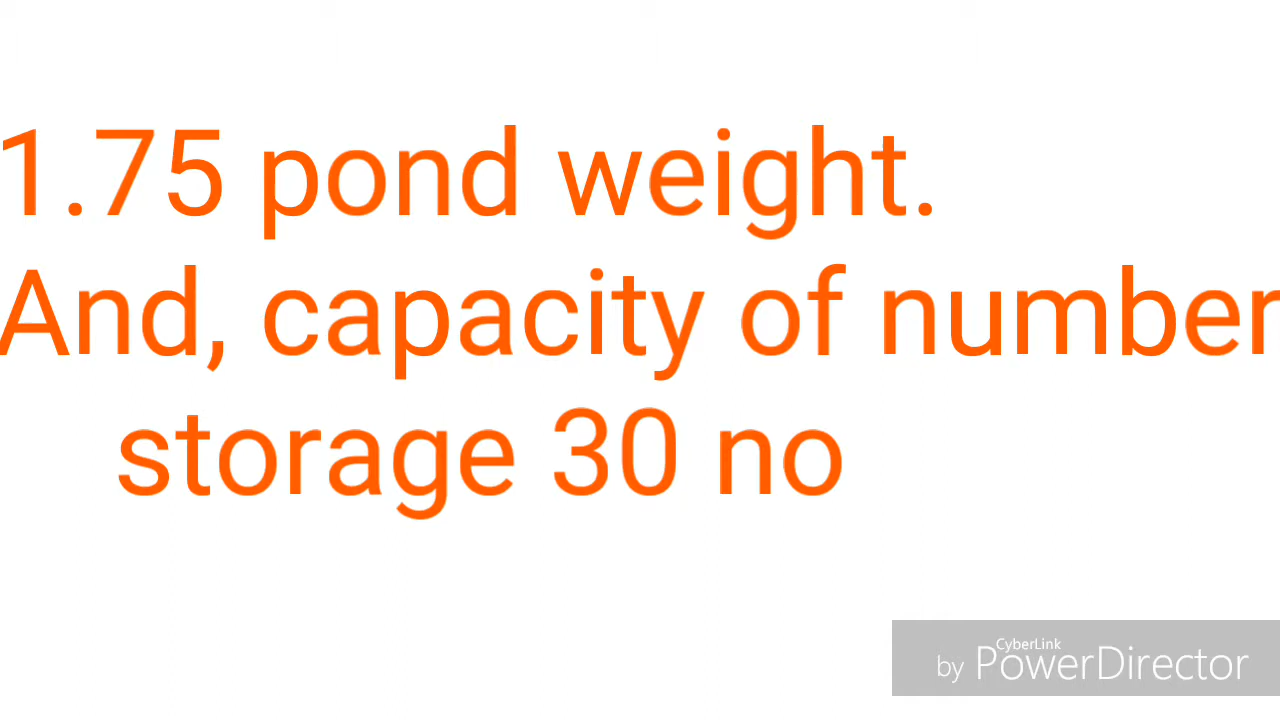 1.75 pond weight.
And, capacity of number
storage 30 no
CyberLink
by PowerDirector